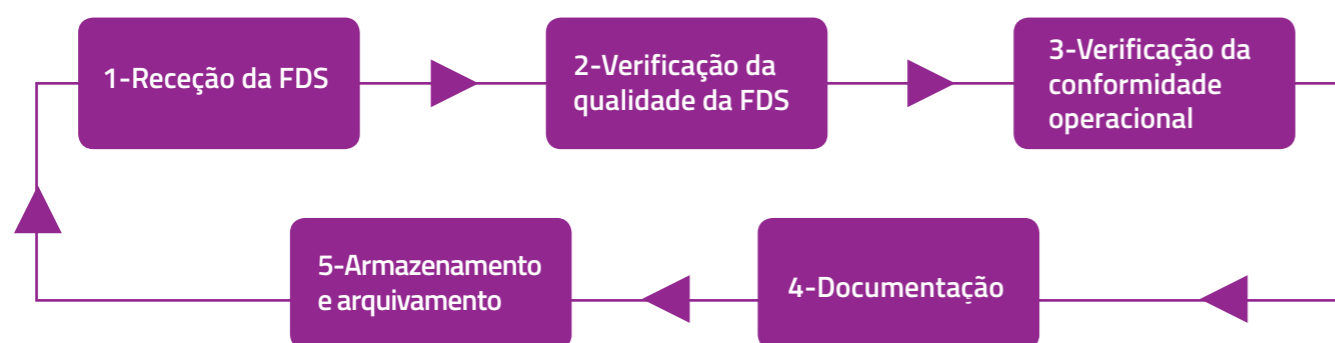 1-Receção da FDS
2-Verificação da
qualidade da FDS
3-Verificação da
conformidade
operacional
5-Armazenamento
e arquivamento
4-Documentação